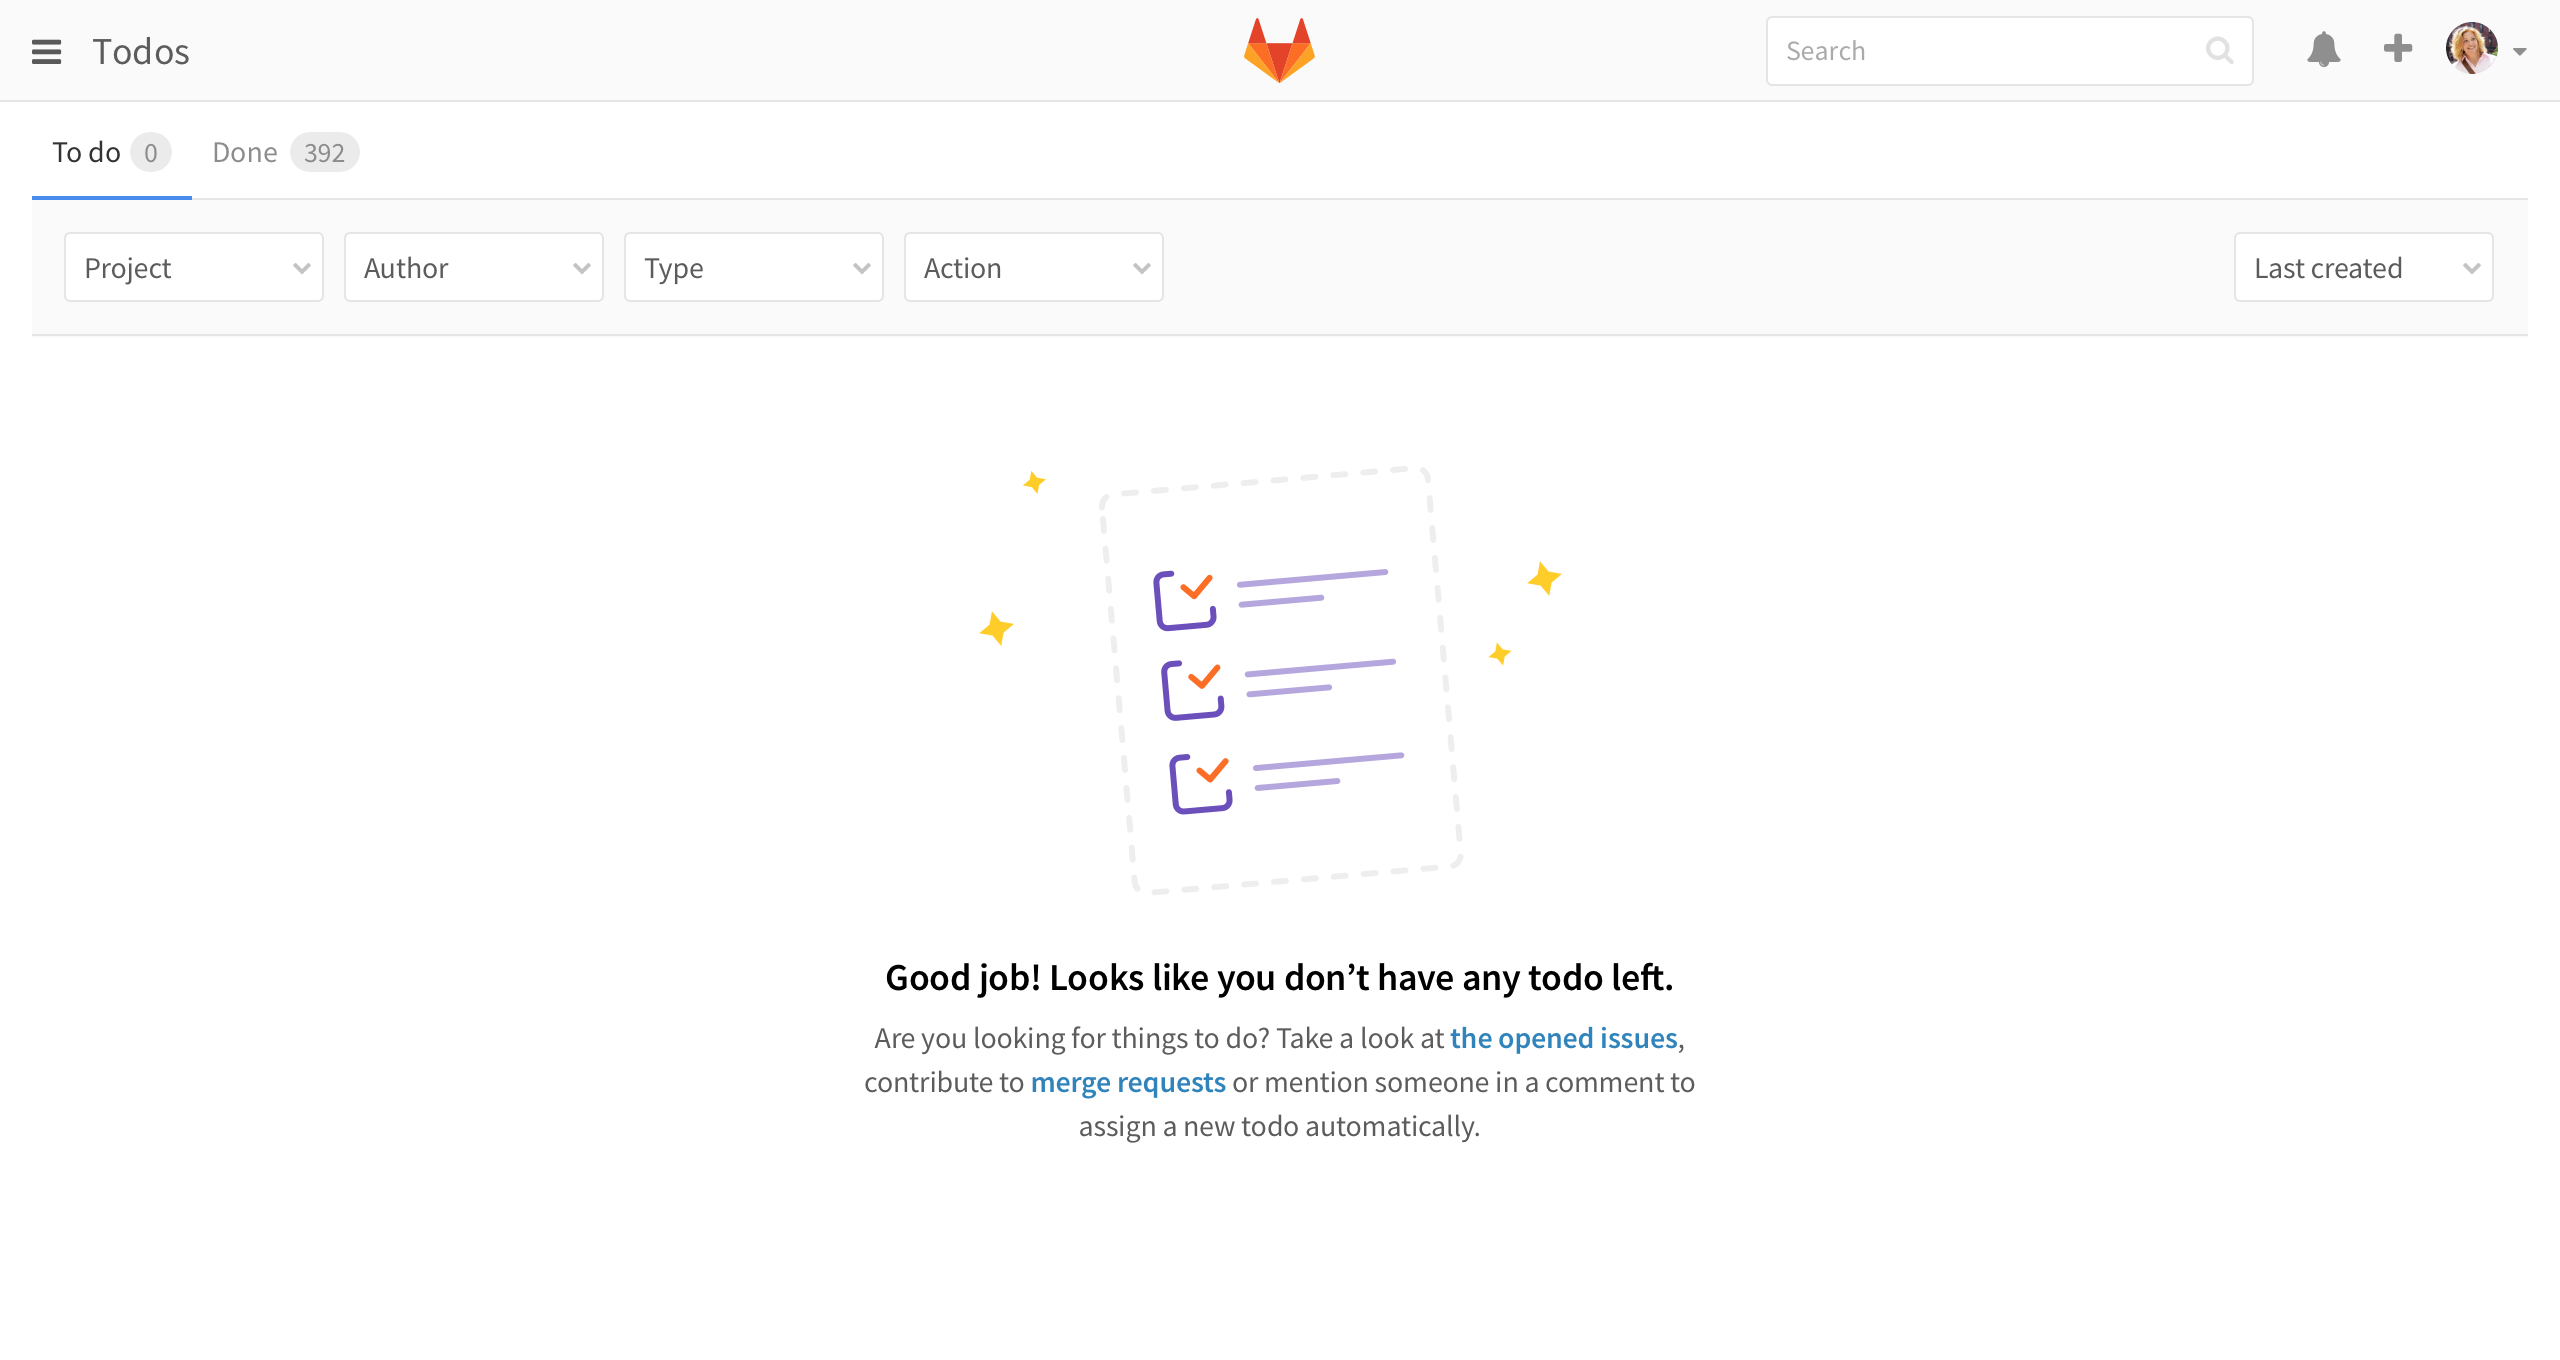 Todos
Search
To do 0 Done 392
Project Author Type Action Last created
Good job! Looks like you don’t have any todo left.
Are you looking for things to do? Take a look at the opened issues,
contribute to merge requests or mention someone in a comment to
assign a new todo automatically.